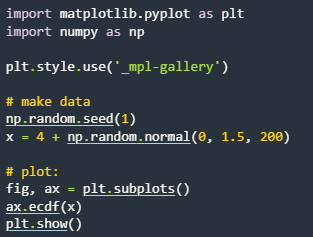 import matplotlib.pyplot as plt
import numpy as np
plt.style.use('_mpl-gallery')
# make data
np.random.seed(1)
x = 4 + np.random.normal(0, 1.5, 200)
# plot:
fig, ax = plt.subplots()
ax.ecdf(x)
plt.show()